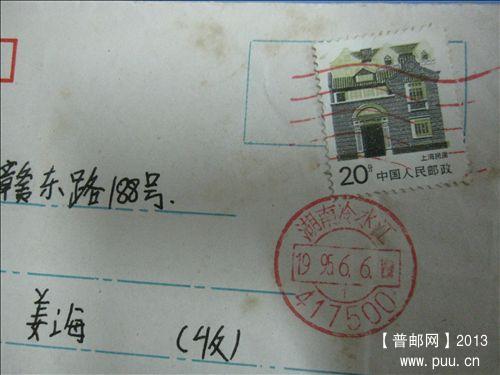 上海民居
20分 中国人民邮政
赣东路188号.
湖南冷水江
1995.6.6.
1
417500
姜海 (收)
【普邮网】2013
www.puu.cn